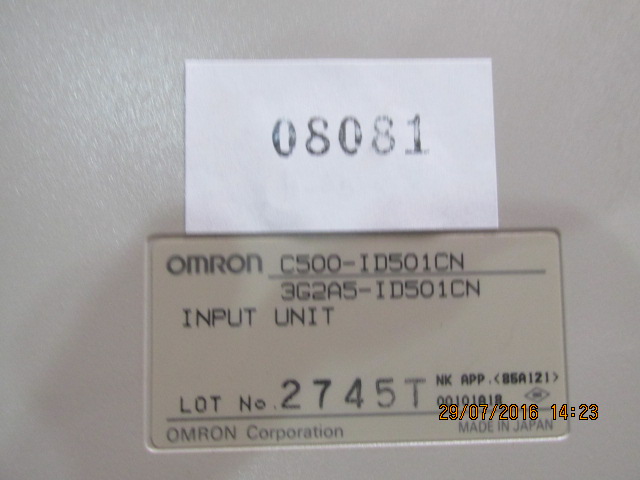 08081
OMRON C500-ID501CN
3G2A5-ID501CN
INPUT UNIT
LOT No. 2745T
NK APP.<86A121>
29/07/2016 14:23
OMRON Corporation
MADE IN JAPAN